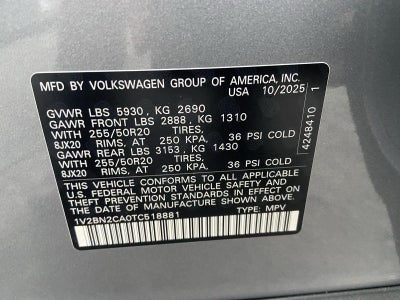 MFD BY VOLKSWAGEN GROUP OF AMERICA, INC.
USA 10/2025
GVWR LBS 5930 , KG 2690
GAWR FRONT LBS 2888 , KG 1310
WITH 255/50R20 TIRES,
8JX20 RIMS, AT 250 KPA, 36 PSI COLD
GAWR REAR LBS 3153 , KG 1430
WITH 255/50R20 TIRES,
8JX20 RIMS, AT 250 KPA, 36 PSI COLD
THIS VEHICLE CONFORMS TO ALL APPLICABLE
U.S. FEDERAL MOTOR VEHICLE SAFETY AND
THEFT PREVENTION STANDARDS IN EFFECT ON
THE DATE OF MANUFACTURE SHOWN ABOVE.
1V2BN2CA0TC518881 TYPE: MPV
4248410 1